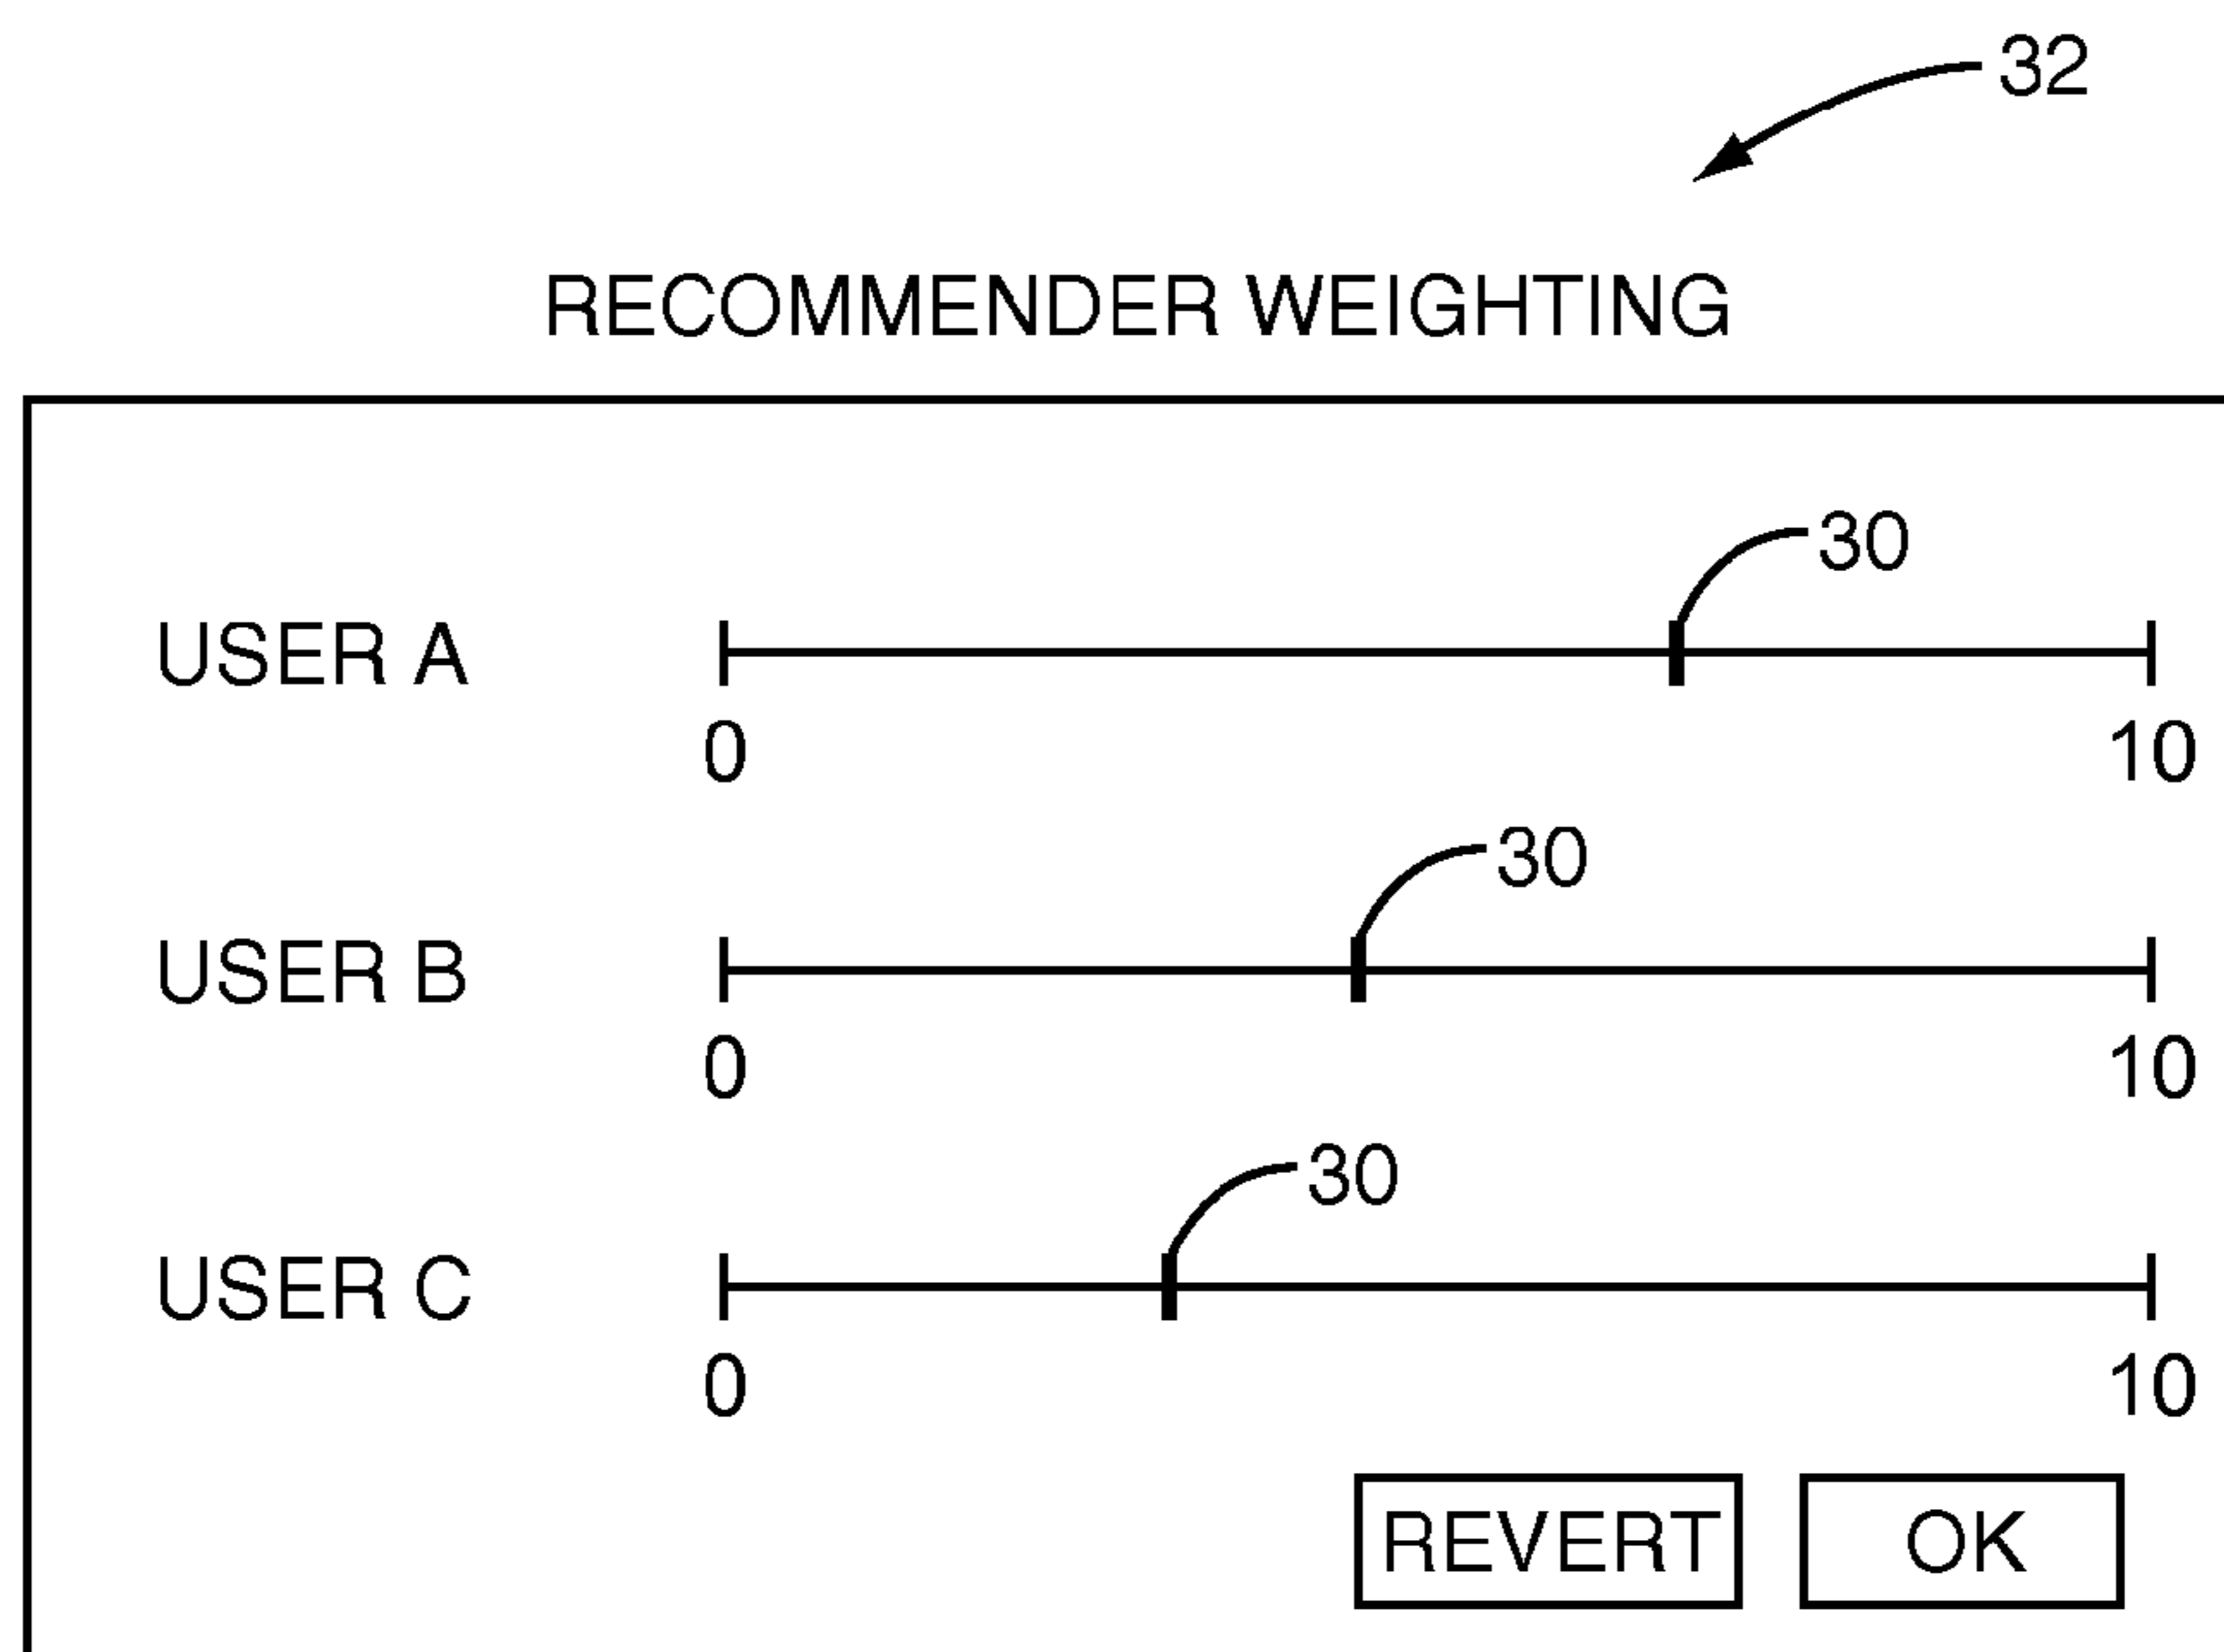 32
RECOMMENDER WEIGHTING
30
USER A
0 10
30
USER B
0 10
30
USER C
0 10
REVERT OK